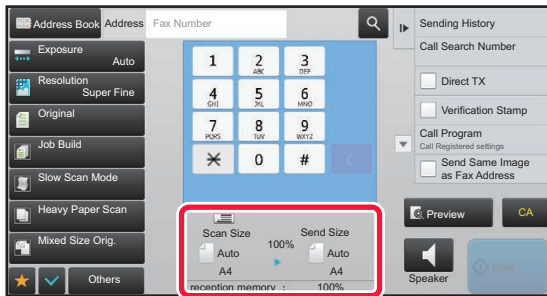 Address Book
Address
Fax Number
Exposure
Auto
Resolution
Super Fine
Original
Job Build
Slow Scan Mode
Heavy Paper Scan
Mixed Size Orig.
Others
1
2
ABC
3
DEF
4
GHI
5
JKL
6
MNO
7
PQRS
8
TUV
9
WXYZ
0
#
C
Scan Size
Auto
A4
100%
Send Size
Auto
A4
reception memory : 100%
Sending History
Call Search Number
Direct TX
Verification Stamp
Call Program
Call Registered settings
Send Same Image
as Fax Address
Preview
CA
Speaker
Start